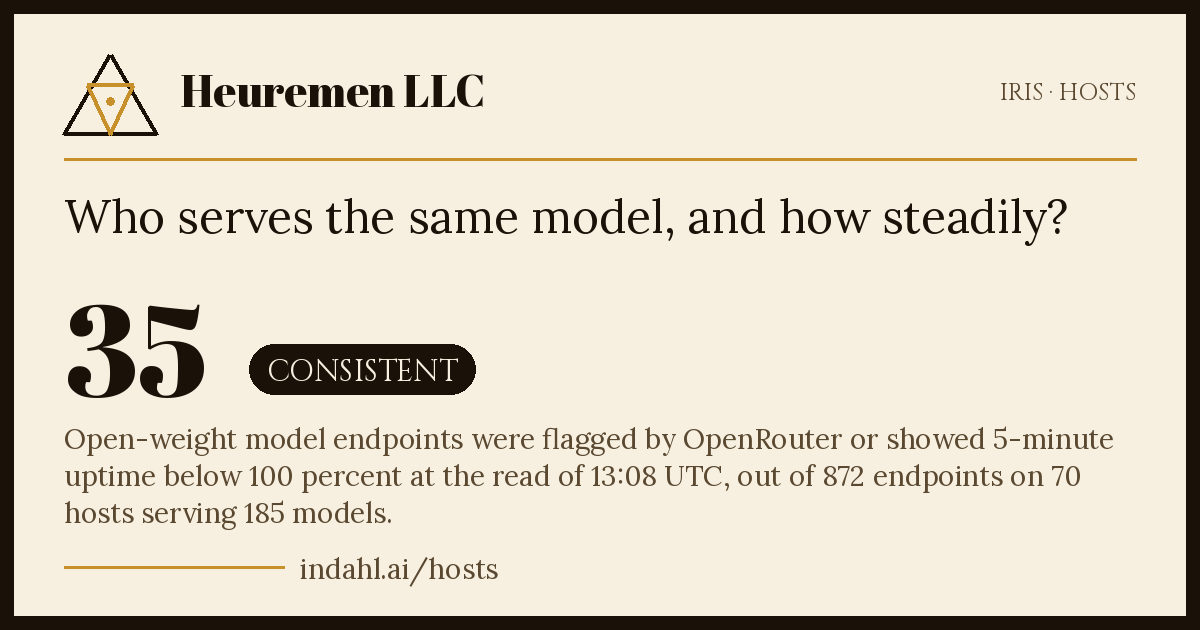 Heuremen LLC
IRIS · HOSTS
Who serves the same model, and how steadily?
35
CONSISTENT
Open-weight model endpoints were flagged by OpenRouter or showed 5-minute
uptime below 100 percent at the read of 13:08 UTC, out of 872 endpoints on 70
hosts serving 185 models.
indahl.ai/hosts